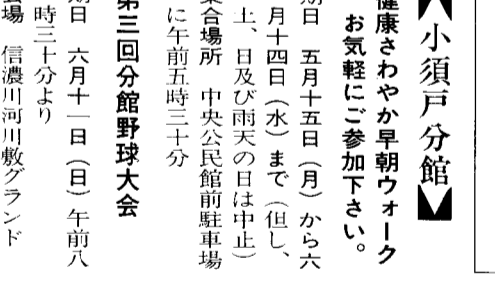 小須戸分館
健康さわやか早朝ウォーク
お気軽にご参加下さい。
期日 五月十五日（月）から六
月十四日（水）まで（但し、
土、日及び雨天の日は中止）
集合場所 中央公民館前駐車場
に午前五時三十分
第三回分館野球大会
期日 六月十一日（日）午前八
時三十分より
会場 信濃川河川敷グランド